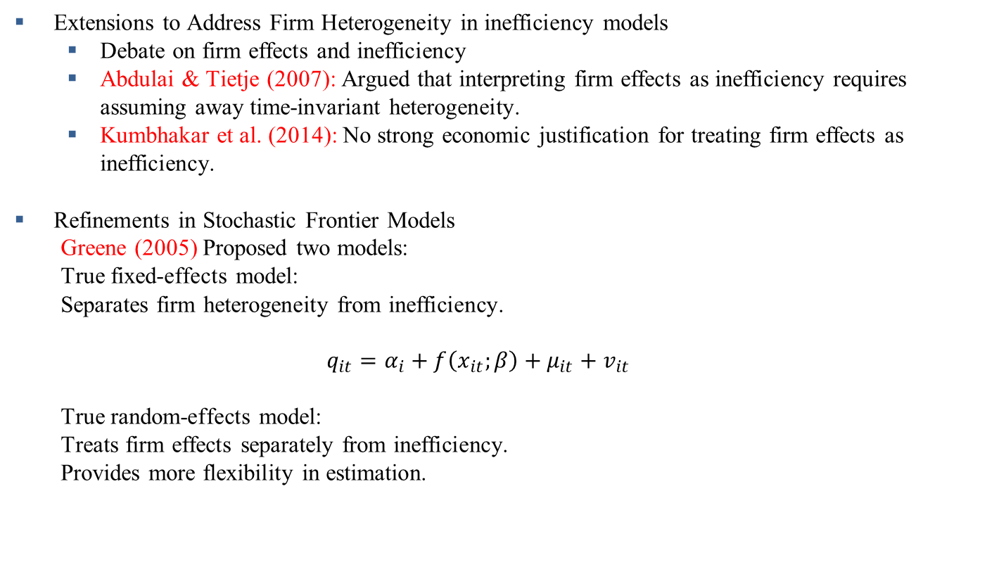 ▪ Extensions to Address Firm Heterogeneity in inefficiency models
▪ Debate on firm effects and inefficiency
▪ Abdulai & Tietje (2007): Argued that interpreting firm effects as inefficiency requires
assuming away time-invariant heterogeneity.
▪ Kumbhakar et al. (2014): No strong economic justification for treating firm effects as
inefficiency.
▪ Refinements in Stochastic Frontier Models
Greene (2005) Proposed two models:
True fixed-effects model:
Separates firm heterogeneity from inefficiency.
q_{it} = α_i + f(x_{it}; β) + μ_{it} + v_{it}
True random-effects model:
Treats firm effects separately from inefficiency.
Provides more flexibility in estimation.